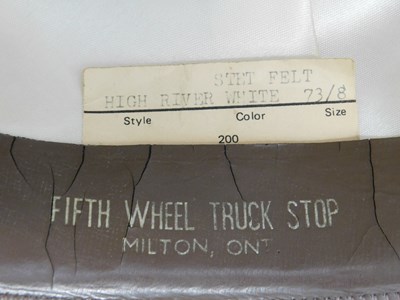 STET FELT
HIGH RIVER WHITE 73/8
Style Color Size
200
FIFTH WHEEL TRUCK STOP
MILTON, ONT.